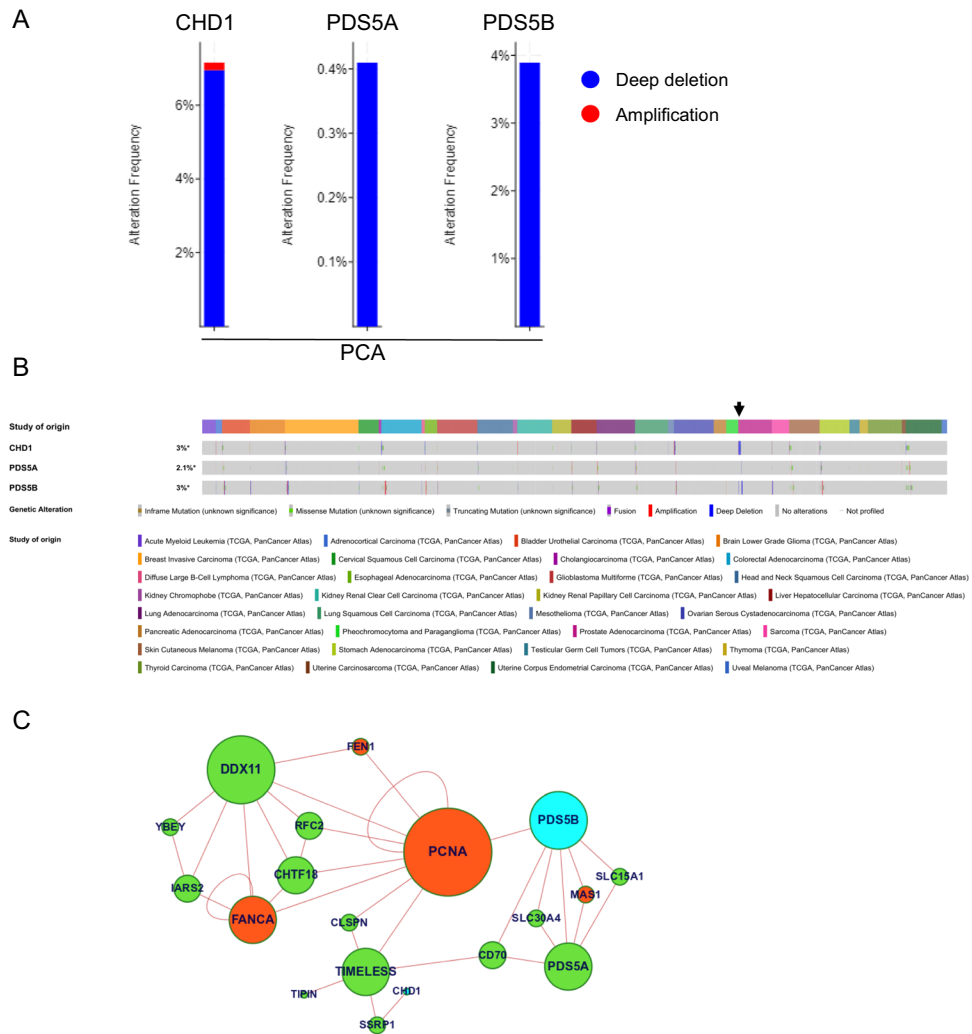 A
CHD1 PDS5A PDS5B
Alteration Frequency
6%
4%
2%
Alteration Frequency
0.4%
0.3%
0.2%
0.1%
Alteration Frequency
4%
3%
2%
1%
Deep deletion
Amplification
PCA
B
Study of origin
CHD1 3%*
PDS5A 2.1%*
PDS5B 3%*
Genetic Alteration Inframe Mutation (unknown significance) Missense Mutation (unknown significance) Truncating Mutation (unknown significance) Fusion Amplification Deep Deletion No alterations Not profiled
Study of origin Acute Myeloid Leukemia (TCGA, PanCancer Atlas) Adrenocortical Carcinoma (TCGA, PanCancer Atlas) Bladder Urothelial Carcinoma (TCGA, PanCancer Atlas) Brain Lower Grade Glioma (TCGA, PanCancer Atlas)
Breast Invasive Carcinoma (TCGA, PanCancer Atlas) Cervical Squamous Cell Carcinoma (TCGA, PanCancer Atlas) Cholangiocarcinoma (TCGA, PanCancer Atlas) Colorectal Adenocarcinoma (TCGA, PanCancer Atlas)
Diffuse Large B-Cell Lymphoma (TCGA, PanCancer Atlas) Esophageal Adenocarcinoma (TCGA, PanCancer Atlas) Glioblastoma Multiforme (TCGA, PanCancer Atlas) Head and Neck Squamous Cell Carcinoma (TCGA, PanCancer Atlas)
Kidney Chromophobe (TCGA, PanCancer Atlas) Kidney Renal Clear Cell Carcinoma (TCGA, PanCancer Atlas) Kidney Renal Papillary Cell Carcinoma (TCGA, PanCancer Atlas) Liver Hepatocellular Carcinoma (TCGA, PanCancer Atlas)
Lung Adenocarcinoma (TCGA, PanCancer Atlas) Lung Squamous Cell Carcinoma (TCGA, PanCancer Atlas) Mesothelioma (TCGA, PanCancer Atlas) Ovarian Serous Cystadenocarcinoma (TCGA, PanCancer Atlas)
Pancreatic Adenocarcinoma (TCGA, PanCancer Atlas) Pheochromocytoma and Paraganglioma (TCGA, PanCancer Atlas) Prostate Adenocarcinoma (TCGA, PanCancer Atlas) Sarcoma (TCGA, PanCancer Atlas)
Skin Cutaneous Melanoma (TCGA, PanCancer Atlas) Stomach Adenocarcinoma (TCGA, PanCancer Atlas) Testicular Germ Cell Tumors (TCGA, PanCancer Atlas) Thymoma (TCGA, PanCancer Atlas)
Thyroid Carcinoma (TCGA, PanCancer Atlas) Uterine Carcinosarcoma (TCGA, PanCancer Atlas) Uterine Corpus Endometrial Carcinoma (TCGA, PanCancer Atlas) Uveal Melanoma (TCGA, PanCancer Atlas)
C
FEN1
DDX11
PDS5B
YBEY
RFC2
PCNA
CHTF18
SLC15A1
IARS2
MAS1
FANCA
CLSPN
SLC30A4
CD70
PDS5A
TIMELESS
TIPIN
CHD1
SSRP1